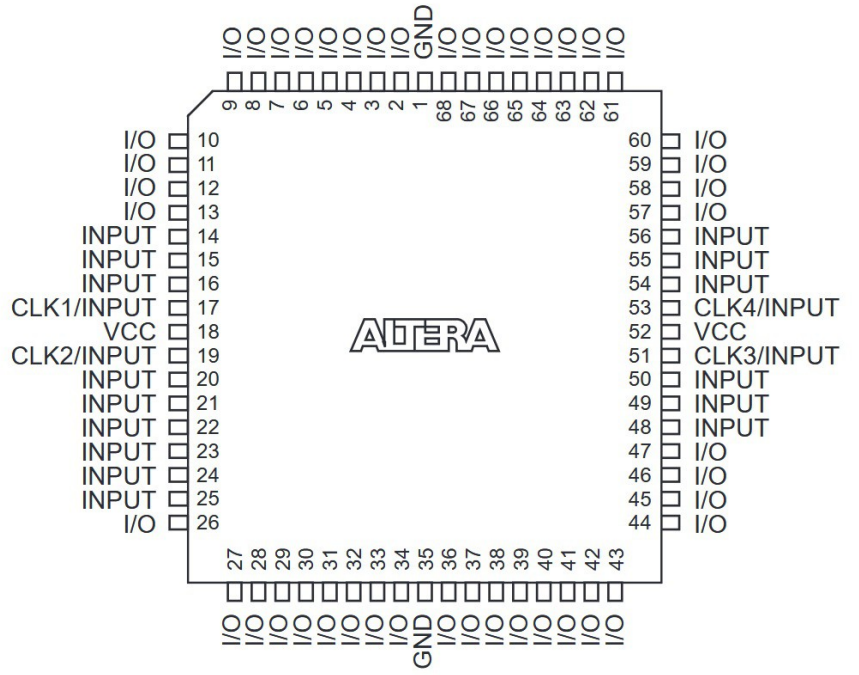 I/O I/O I/O I/O I/O I/O I/O I/O GND I/O I/O I/O I/O I/O I/O I/O I/O
9 8 7 6 5 4 3 2 1 68 67 66 65 64 63 62 61
I/O 10 60 I/O
I/O 11 59 I/O
I/O 12 58 I/O
I/O 13 57 I/O
INPUT 14 56 INPUT
INPUT 15 55 INPUT
INPUT 16 54 INPUT
CLK1/INPUT 17 53 CLK4/INPUT
VCC 18 ALTERA 52 VCC
CLK2/INPUT 19 51 CLK3/INPUT
INPUT 20 50 INPUT
INPUT 21 49 INPUT
INPUT 22 48 INPUT
INPUT 23 47 I/O
INPUT 24 46 I/O
INPUT 25 45 I/O
I/O 26 44 I/O
27 28 29 30 31 32 33 34 35 36 37 38 39 40 41 42 43
I/O I/O I/O I/O I/O I/O I/O I/O GND I/O I/O I/O I/O I/O I/O I/O I/O